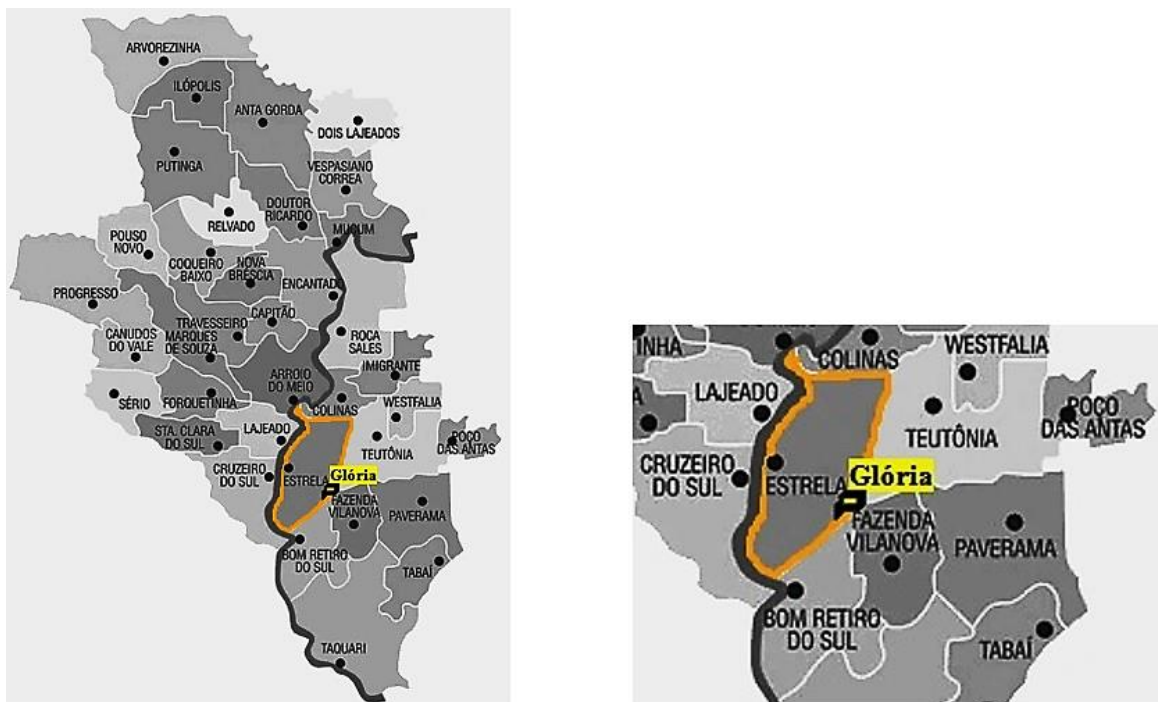 ARVOREZINHA
ILÓPOLIS
ANTA GORDA
DOIS LAJEADOS
PUTINGA
VESPASIANO
CORREA
DOUTOR
RICARDO
RELVADO
MUÇUM
POUSO
NOVO
COQUEIRO
BAIXO
NOVA
BRÉSCIA
ENCANTADO
PROGRESSO
CAPITÃO
TRAVESSEIRO
MARQUES
DE SOUZA
CANUDOS
DO VALE
ROCA
SALES
IMIGRANTE
ARROIO
DO MEIO
SÉRIO
FORQUETINHA
COLINAS
WESTFALIA
STA. CLARA
DO SUL
LAJEADO
TEUTÔNIA
POÇO
DAS ANTAS
CRUZEIRO
DO SUL
ESTRELA
Glória
FAZENDA
VILANOVA
PAVERAMA
BOM RETIRO
DO SUL
TABAÍ
TAQUARI
INHA
COLINAS
WESTFALIA
A
LAJEADO
TEUTÔNIA
POÇO
DAS ANTAS
CRUZEIRO
DO SUL
ESTRELA
Glória
FAZENDA
VILANOVA
PAVERAMA
BOM RETIRO
DO SUL
TABAÍ